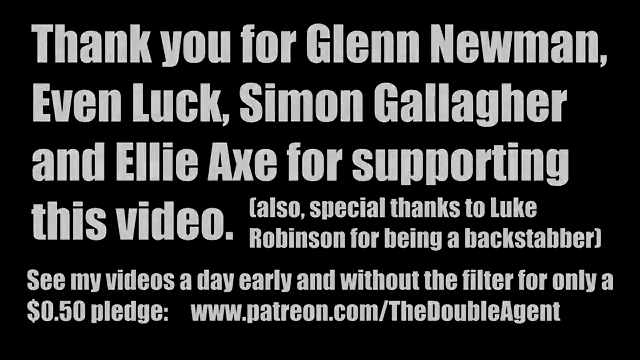 Thank you for Glenn Newman,
Even Luck, Simon Gallagher
and Ellie Axe for supporting
this video.
(also, special thanks to Luke
Robinson for being a backstabber)
See my videos a day early and without the filter for only a
$0.50 pledge: www.patreon.com/TheDoubleAgent